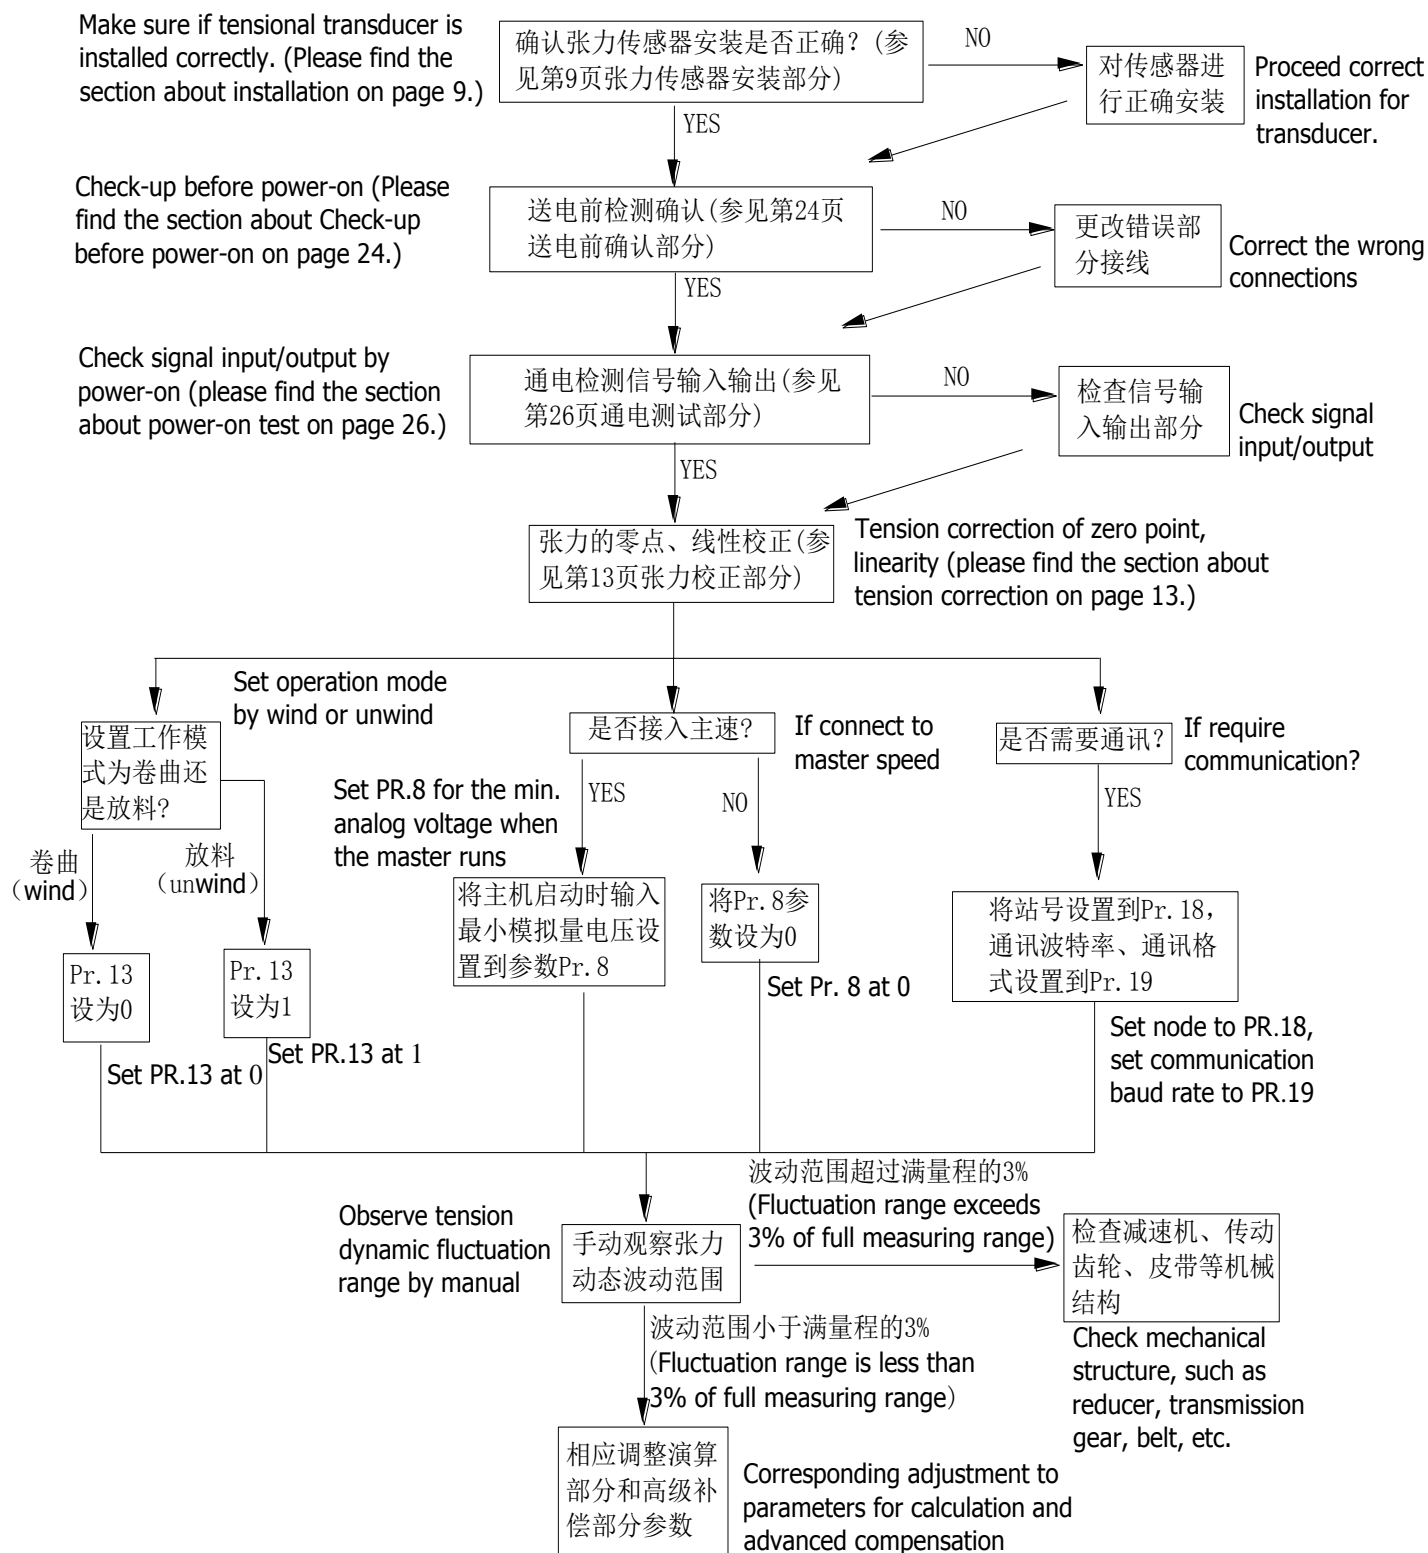 Make sure if tensional transducer is
installed correctly. (Please find the
section about installation on page 9.)
确认张力传感器安装是否正确？(参
见第9页张力传感器安装部分)
NO
对传感器进
行正确安装
Proceed correct
installation for
transducer.
YES
Check-up before power-on (Please
find the section about Check-up
before power-on on page 24.)
送电前检测确认(参见第24页
送电前确认部分)
NO
更改错误部
分接线
Correct the wrong
connections
YES
Check signal input/output by
power-on (please find the section
about power-on test on page 26.)
通电检测信号输入输出(参见
第26页通电测试部分)
NO
检查信号输
入输出部分
Check signal
input/output
YES
张力的零点、线性校正(参
见第13页张力校正部分)
Tension correction of zero point,
linearity (please find the section about
tension correction on page 13.)
Set operation mode
by wind or unwind
设置工作模
式为卷曲还
是放料?
是否接入主速?
If connect to
master speed
是否需要通讯?
If require
communication?
Set PR.8 for the min.
analog voltage when
the master runs
YES
NO
YES
卷曲
（wind）
放料
（unwind）
将主机启动时输入
最小模拟量电压设
置到参数Pr.8
将Pr.8参
数设为0
Set Pr. 8 at 0
将站号设置到Pr.18，
通讯波特率、通讯格
式设置到Pr.19
Pr.13
设为0
Pr.13
设为1
Set PR.13 at 0
Set PR.13 at 1
Set node to PR.18,
set communication
baud rate to PR.19
波动范围超过满量程的3%
(Fluctuation range exceeds
3% of full measuring range)
Observe tension
dynamic fluctuation
range by manual
手动观察张力
动态波动范围
检查减速机、传动
齿轮、皮带等机械
结构
Check mechanical
structure, such as
reducer, transmission
gear, belt, etc.
波动范围小于满量程的3%
（Fluctuation range is less than
3% of full measuring range）
相应调整演算
部分和高级补
偿部分参数
Corresponding adjustment to
parameters for calculation and
advanced compensation